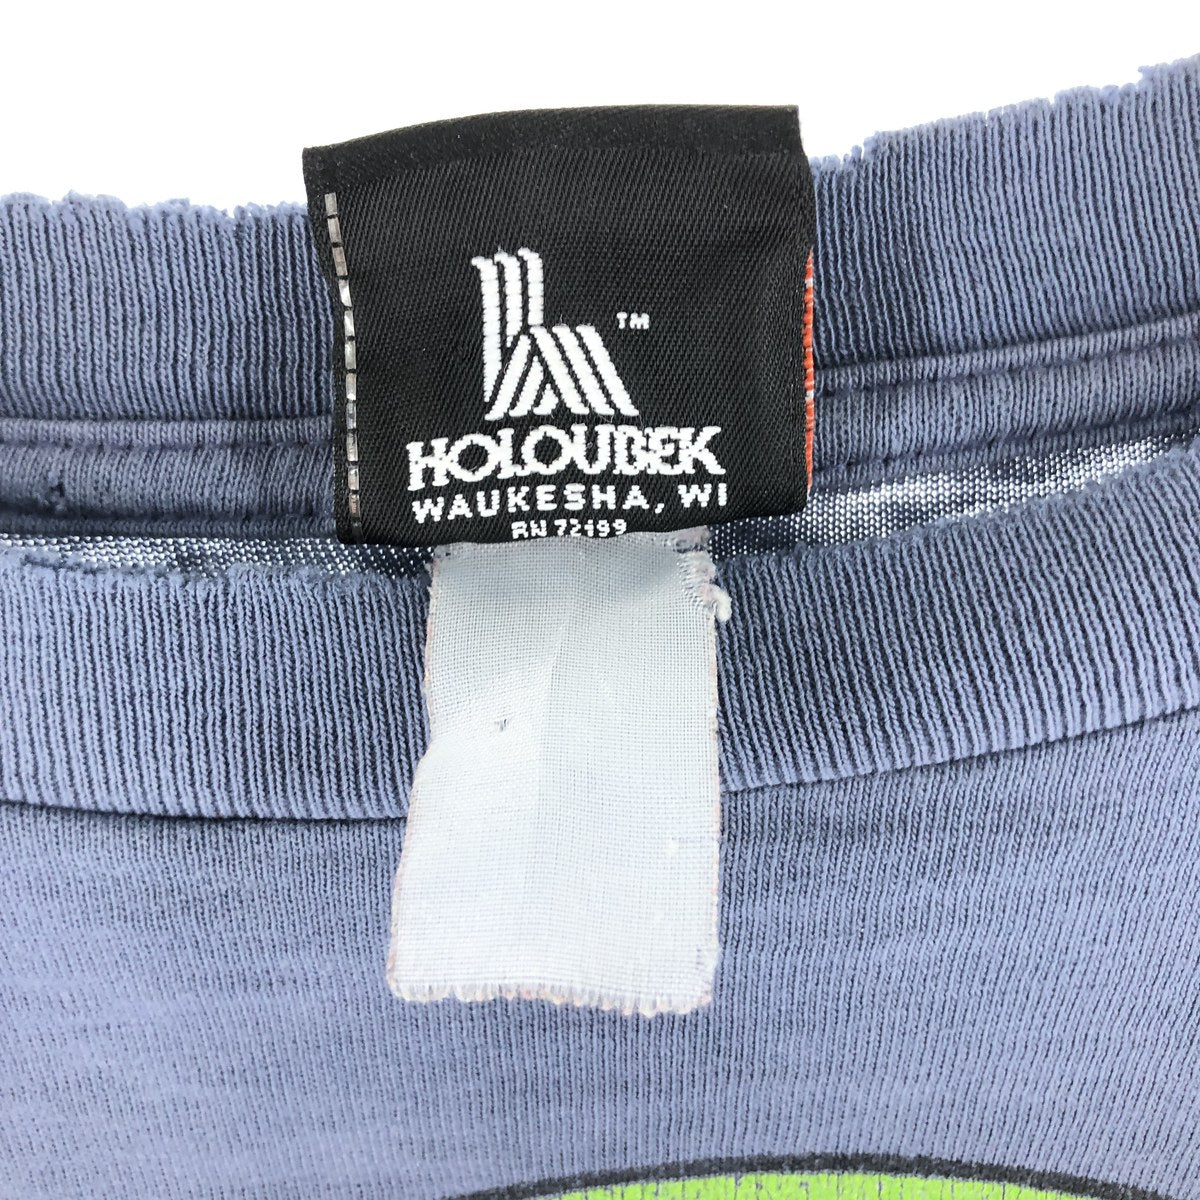 TM
HOLOUBEK
WAUKESHA, WI
RN 72199